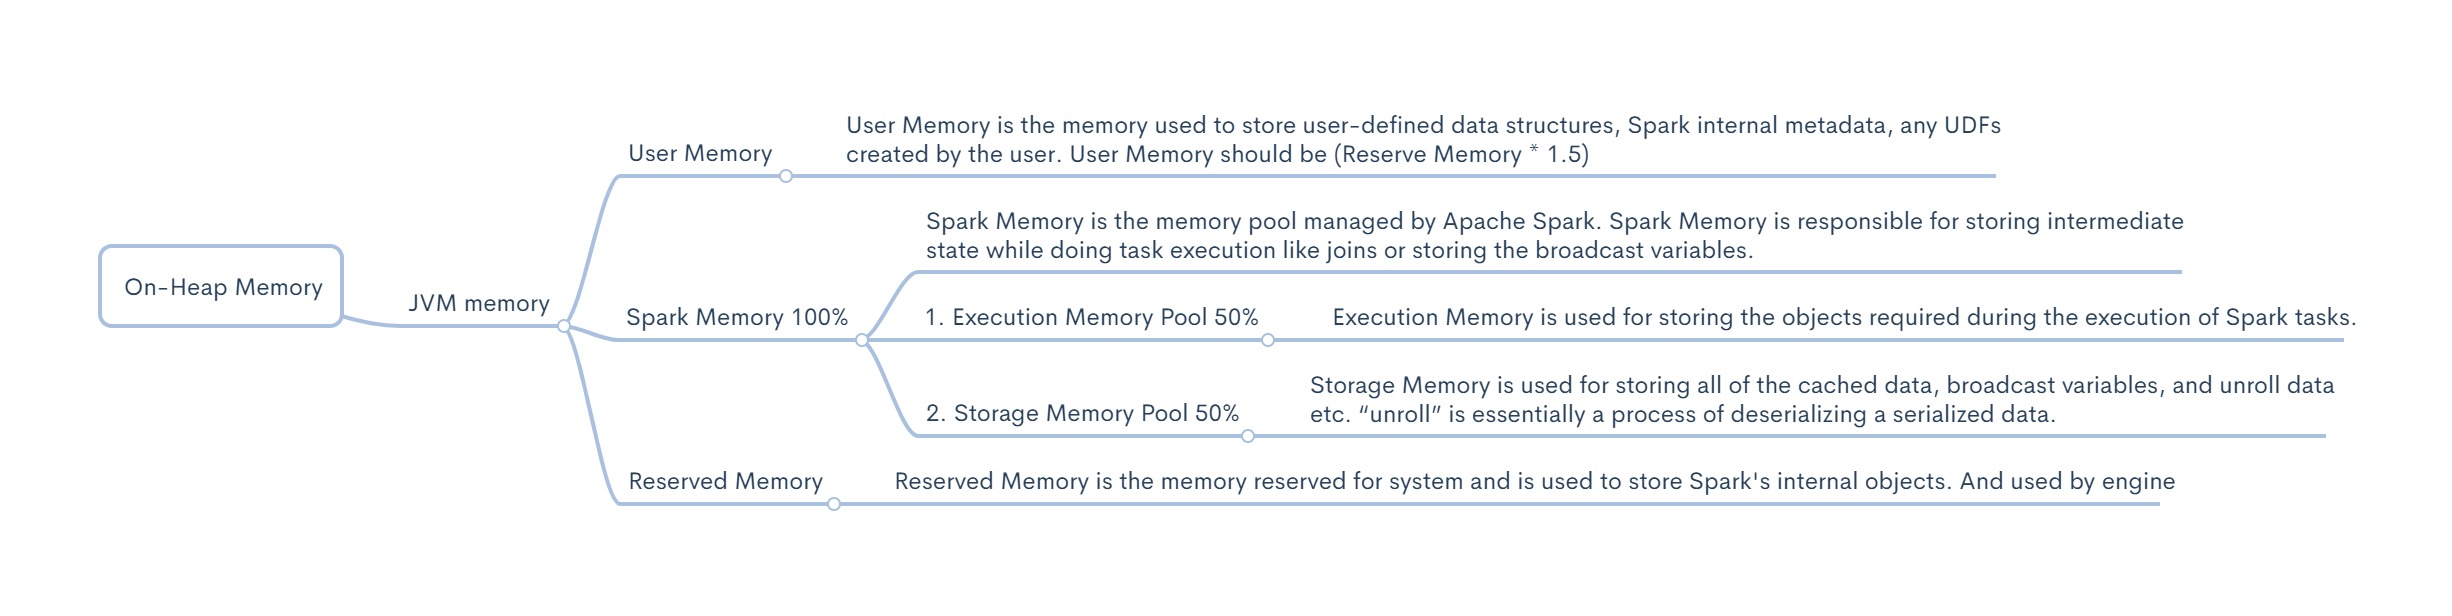 On-Heap Memory
JVM memory
User Memory
User Memory is the memory used to store user-defined data structures, Spark internal metadata, any UDFs
created by the user. User Memory should be (Reserve Memory * 1.5)
Spark Memory 100%
Spark Memory is the memory pool managed by Apache Spark. Spark Memory is responsible for storing intermediate
state while doing task execution like joins or storing the broadcast variables.
1. Execution Memory Pool 50%
Execution Memory is used for storing the objects required during the execution of Spark tasks.
2. Storage Memory Pool 50%
Storage Memory is used for storing all of the cached data, broadcast variables, and unroll data
etc. “unroll” is essentially a process of deserializing a serialized data.
Reserved Memory
Reserved Memory is the memory reserved for system and is used to store Spark's internal objects. And used by engine